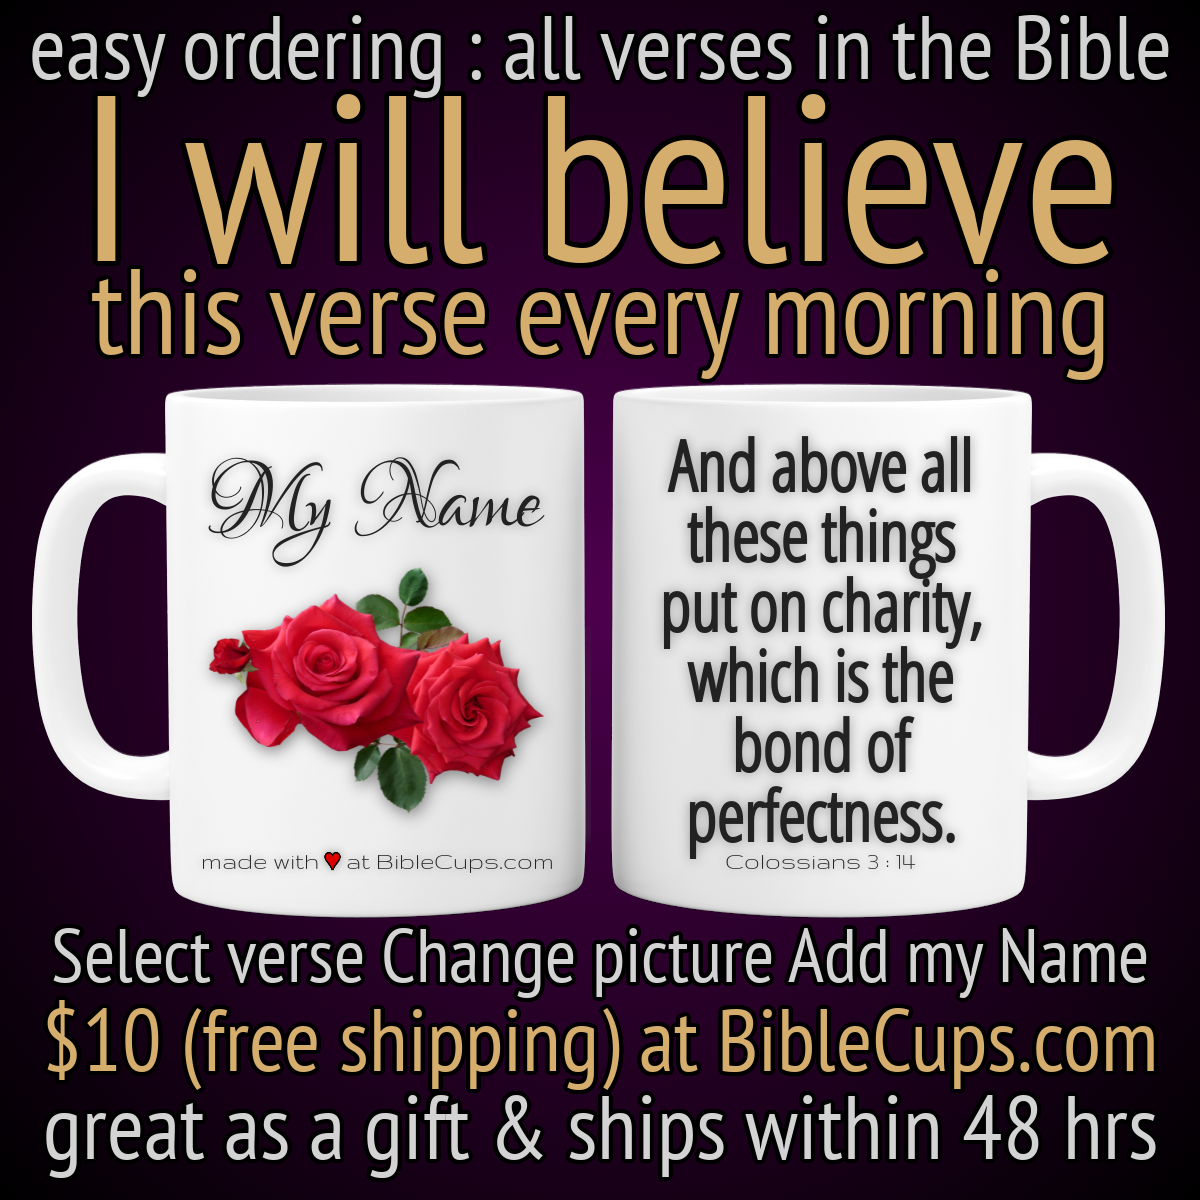 easy ordering : all verses in the Bible
I will believe
this verse every morning
My Name
made with ♥ at BibleCups.com
And above all
these things
put on charity,
which is the
bond of
perfectness.
Colossians 3 : 14
Select verse Change picture Add my Name
$10 (free shipping) at BibleCups.com
great as a gift & ships within 48 hrs